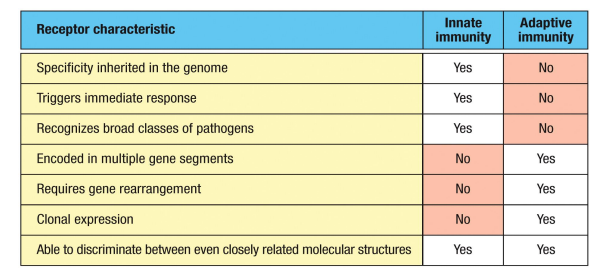 Receptor characteristic Innate immunity Adaptive immunity
Specificity inherited in the genome Yes No
Triggers immediate response Yes No
Recognizes broad classes of pathogens Yes No
Encoded in multiple gene segments No Yes
Requires gene rearrangement No Yes
Clonal expression No Yes
Able to discriminate between even closely related molecular structures Yes Yes